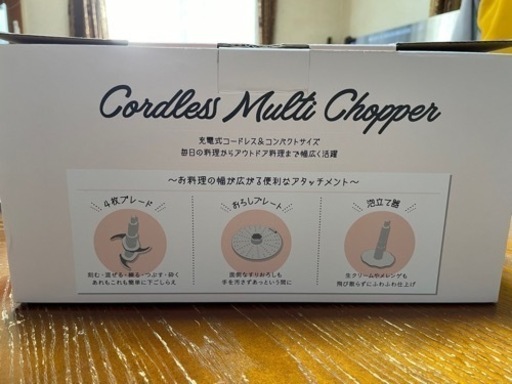 Cordless Multi Chopper
充電式コードレス&コンパクトサイズ
毎日の料理からアウトドア料理まで幅広く活躍
～お料理の幅が広がる便利なアタッチメント～
4枚ブレード
刻む・混ぜる・練る・つぶす・砕く
あれもこれも簡単に下ごしらえ
おろしプレート
面倒なすりおろしも
手を汚さずあっという間に
泡立て器
生クリームやメレンゲも
飛び散らずにふわふわ仕上げ